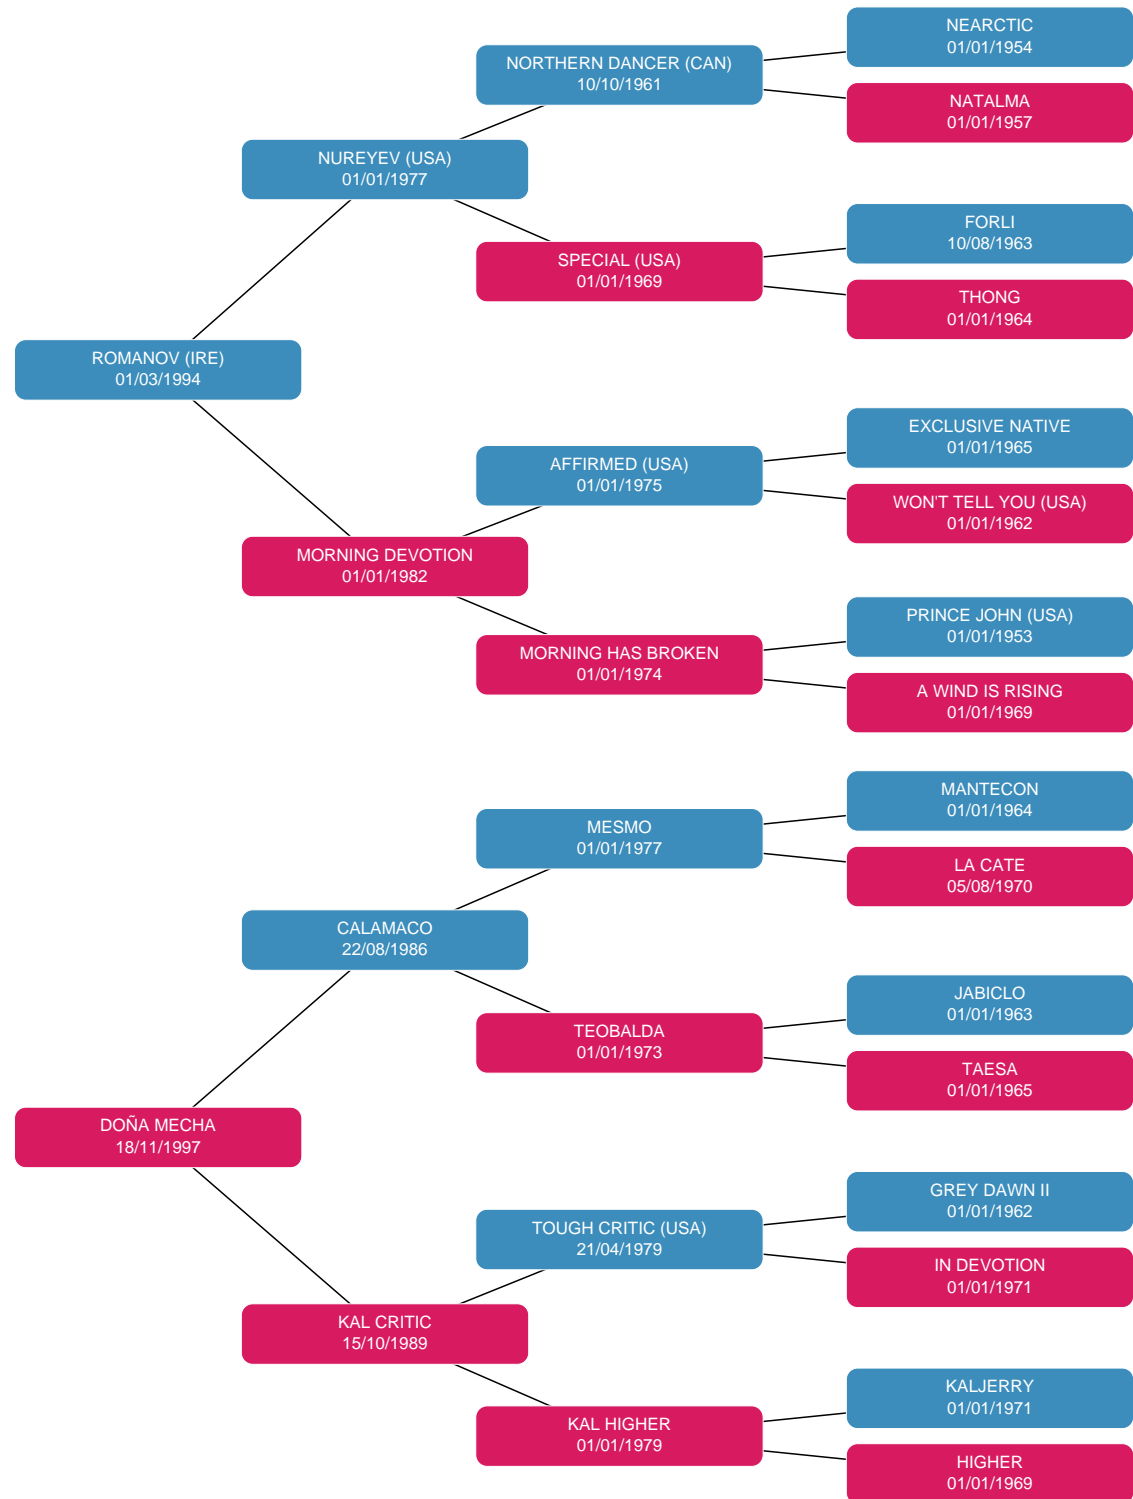 NEARCTIC
01/01/1954
NORTHERN DANCER (CAN)
10/10/1961
NATALMA
01/01/1957
NUREYEV (USA)
01/01/1977
FORLI
10/08/1963
SPECIAL (USA)
01/01/1969
THONG
01/01/1964
ROMANOV (IRE)
01/03/1994
EXCLUSIVE NATIVE
01/01/1965
AFFIRMED (USA)
01/01/1975
WON'T TELL YOU (USA)
01/01/1962
MORNING DEVOTION
01/01/1982
PRINCE JOHN (USA)
01/01/1953
MORNING HAS BROKEN
01/01/1974
A WIND IS RISING
01/01/1969
MANTECON
01/01/1964
MESMO
01/01/1977
LA CATE
05/08/1970
CALAMACO
22/08/1986
JABICLO
01/01/1963
TEOBALDA
01/01/1973
TAESA
01/01/1965
DOÑA MECHA
18/11/1997
GREY DAWN II
01/01/1962
TOUGH CRITIC (USA)
21/04/1979
IN DEVOTION
01/01/1971
KAL CRITIC
15/10/1989
KALJERRY
01/01/1971
KAL HIGHER
01/01/1979
HIGHER
01/01/1969